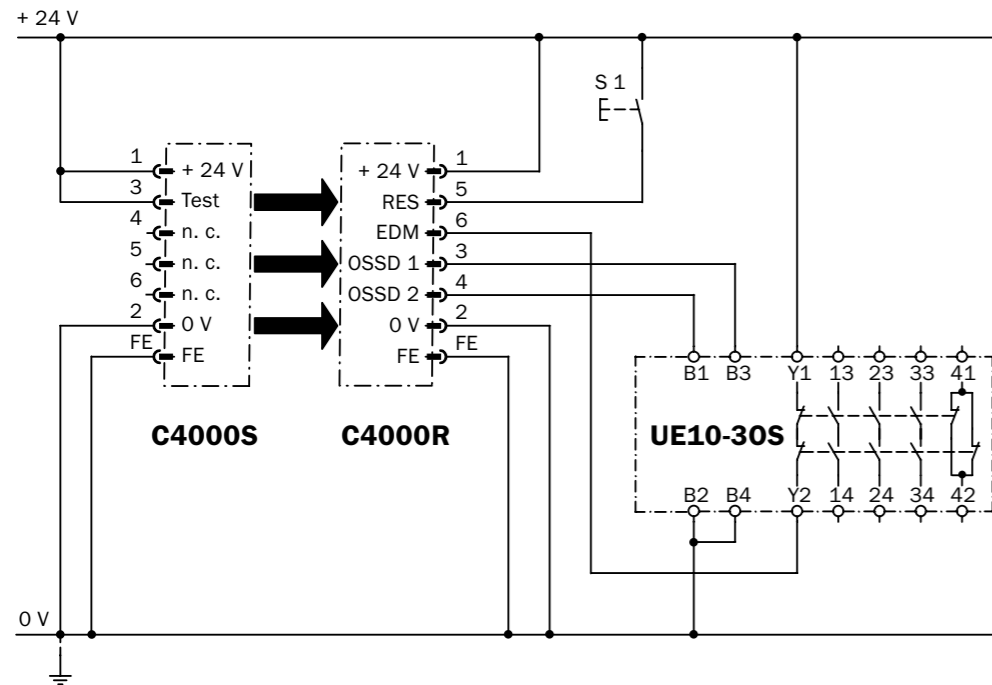 + 24 V
S 1
1 + 24 V
3 Test
4 n. c.
5 n. c.
6 n. c.
2 0 V
FE FE
+ 24 V 1
RES 5
EDM 6
OSSD 1 3
OSSD 2 4
0 V 2
FE FE
C4000S
C4000R
B1 B3 Y1 13 23 33 41
UE10-3OS
B2 B4 Y2 14 24 34 42
0 V